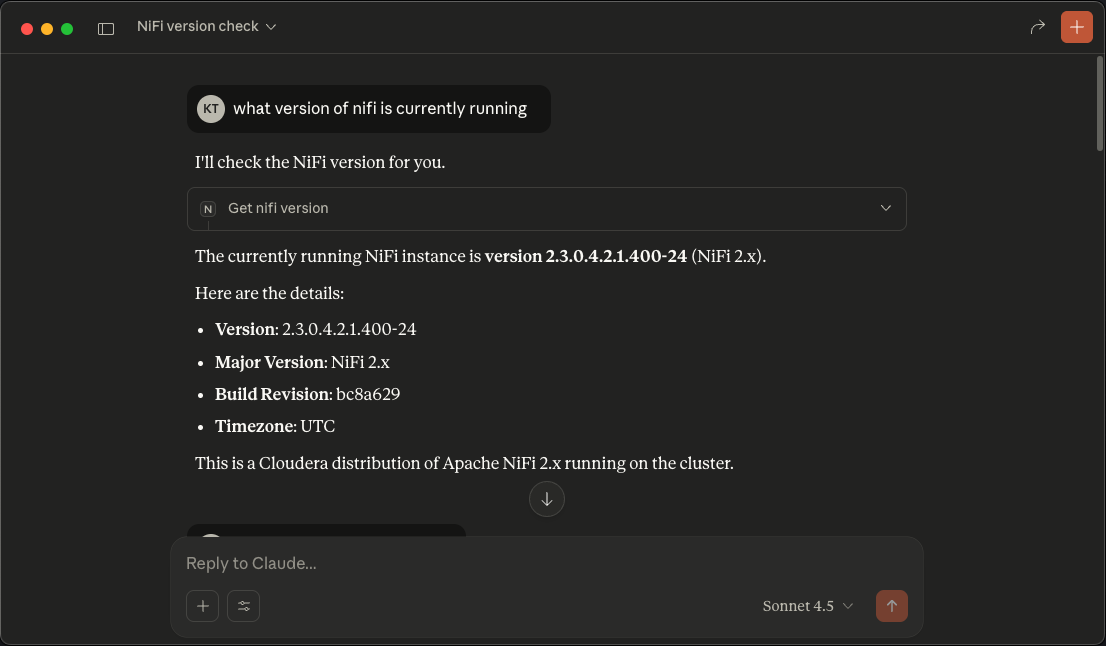 NiFi version check
KT what version of nifi is currently running
I'll check the NiFi version for you.
N Get nifi version
The currently running NiFi instance is version 2.3.0.4.2.1.400-24 (NiFi 2.x).
Here are the details:
• Version: 2.3.0.4.2.1.400-24
• Major Version: NiFi 2.x
• Build Revision: bc8a629
• Timezone: UTC
This is a Cloudera distribution of Apache NiFi 2.x running on the cluster.
Reply to Claude...
Sonnet 4.5